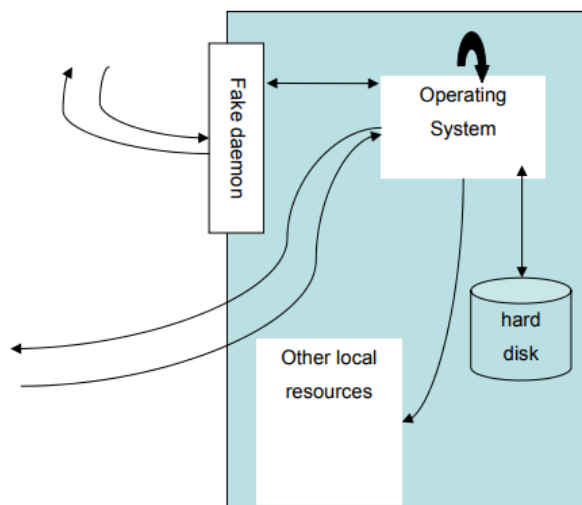 Fake daemon
Operating
System
hard
disk
Other local
resources